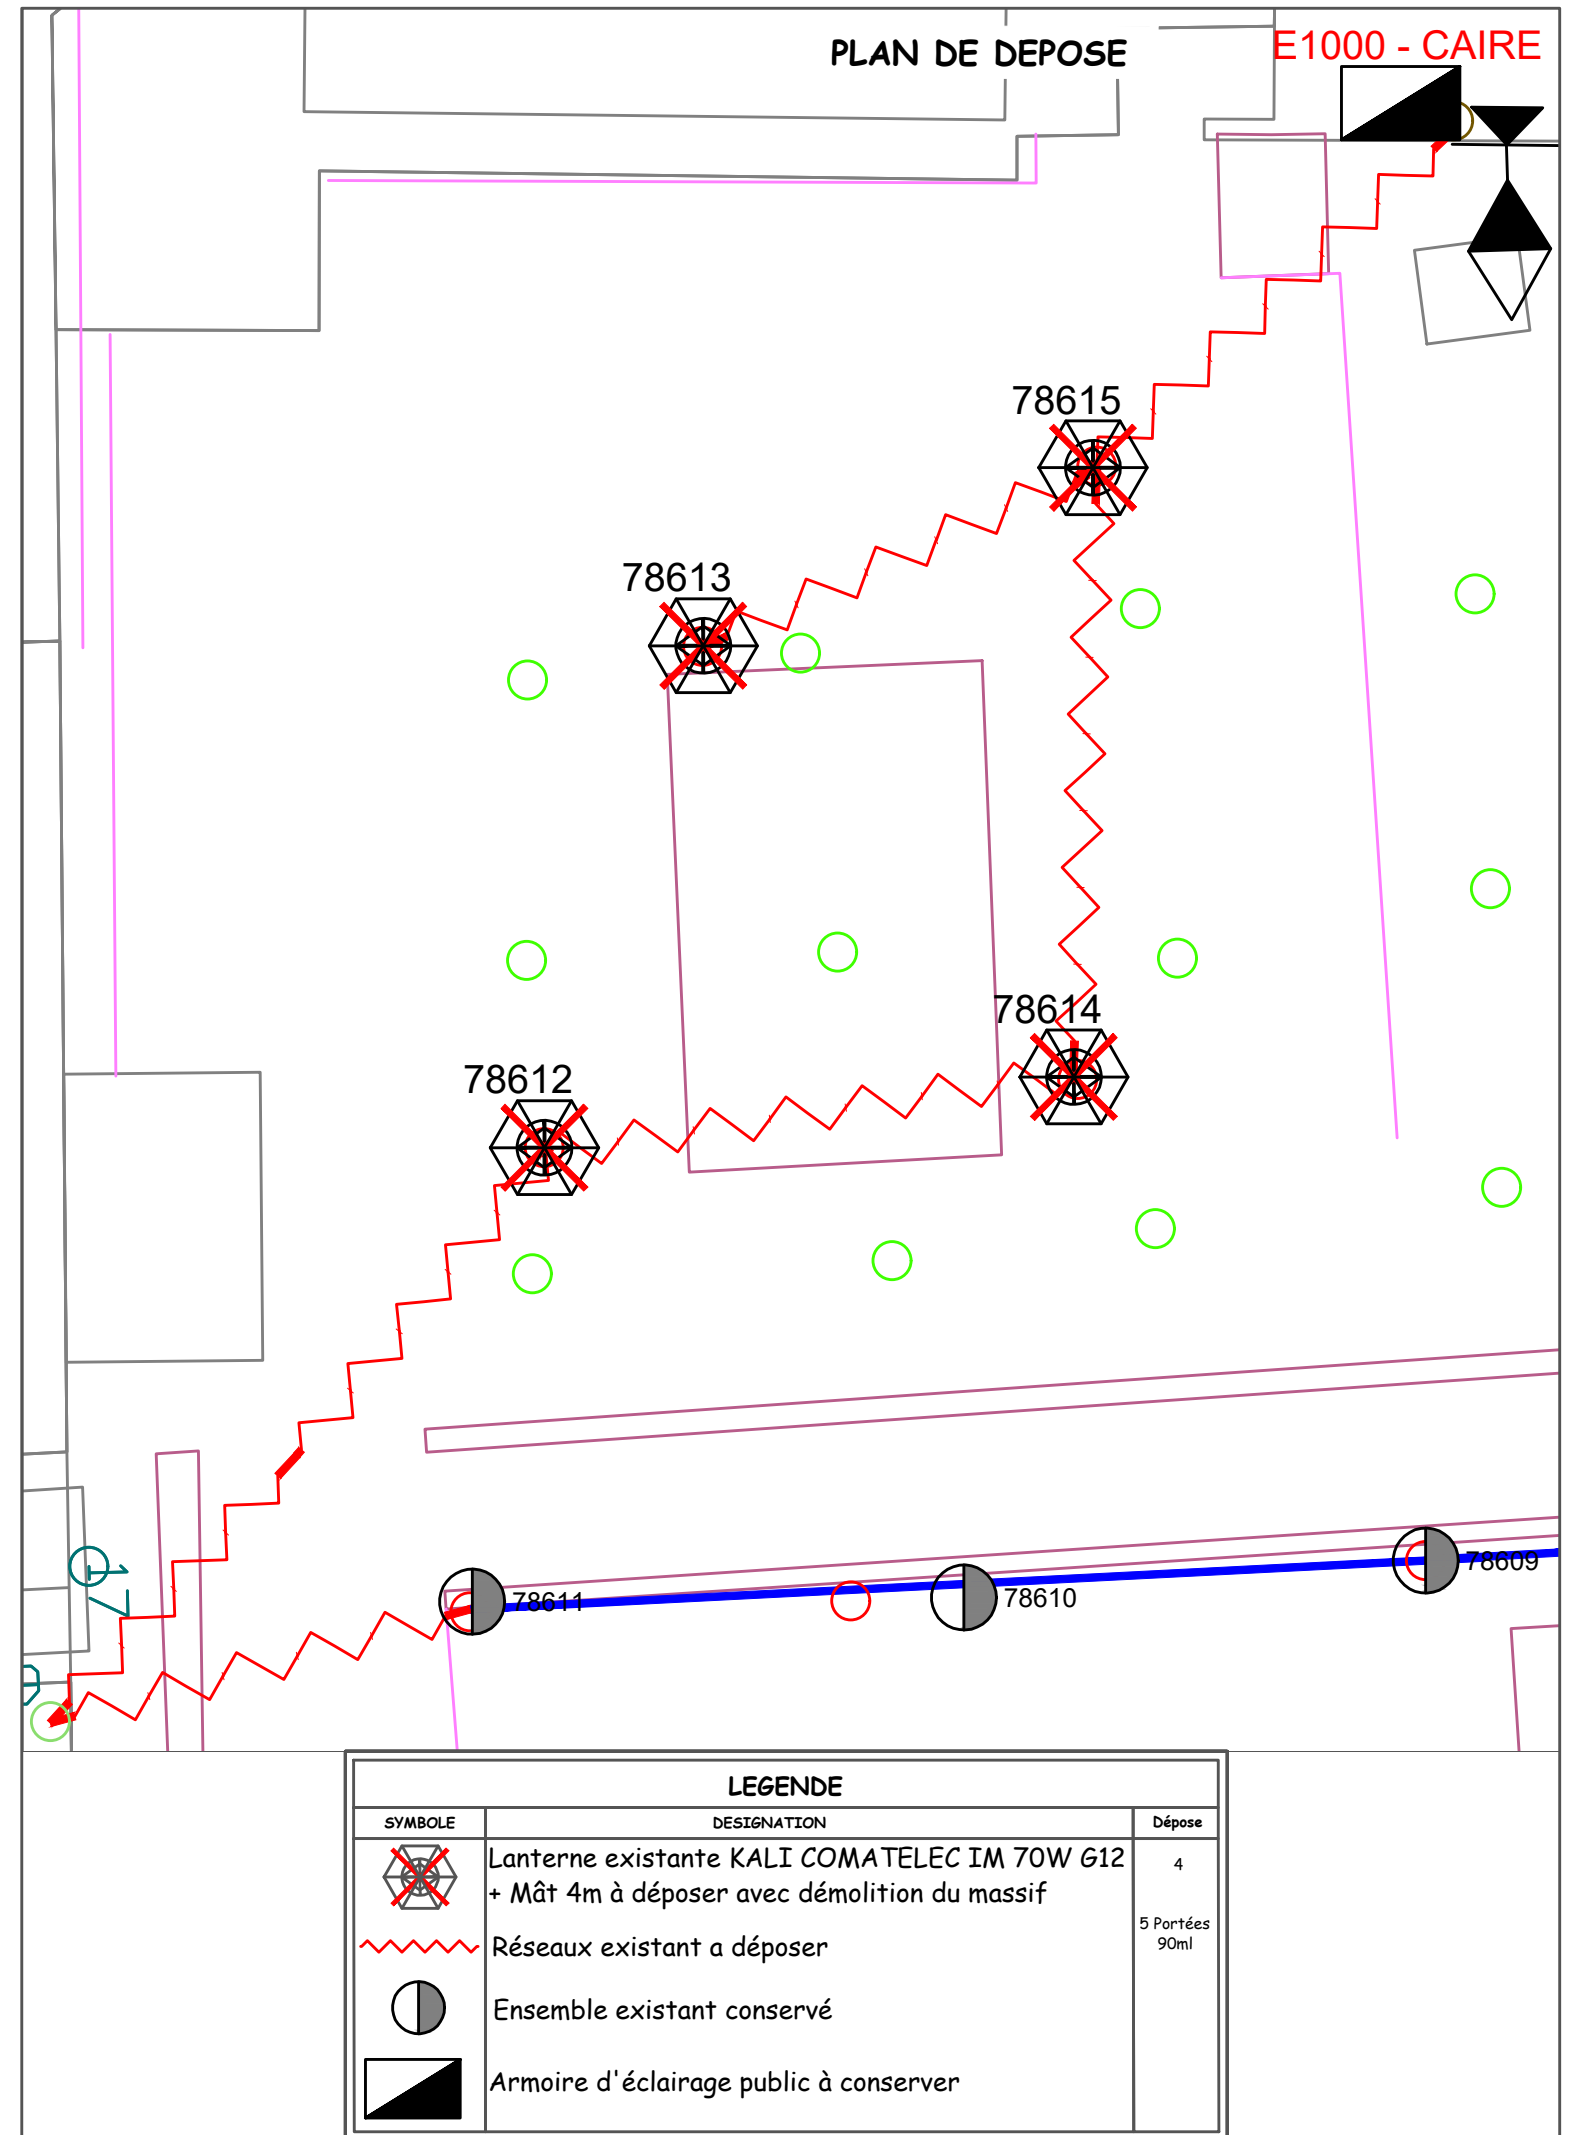 PLAN DE DEPOSE
E1000 - CAIRE
78615
78613
78614
78612
17
78609
78611
78610
LEGENDE
SYMBOLE DESIGNATION Dépose
Lanterne existante KALI COMATELEC IM 70W G12 4
+ Mât 4m à déposer avec démolition du massif
5 Portées
90ml
Réseaux existant a déposer
Ensemble existant conservé
Armoire d'éclairage public à conserver